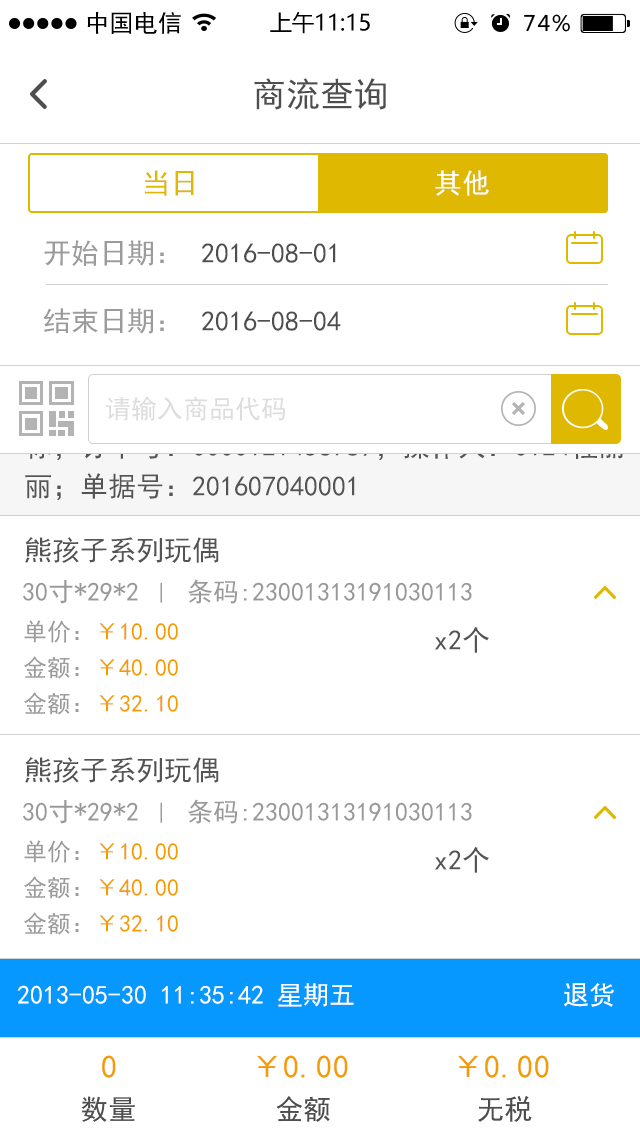 中国电信 上午11:15 74%
商流查询
当日 其他
开始日期： 2016-08-01
结束日期： 2016-08-04
请输入商品代码
丽；单据号：201607040001
熊孩子系列玩偶
30寸*29*2 | 条码:23001313191030113
单价：￥10.00
x2个
金额：￥40.00
金额：￥32.10
熊孩子系列玩偶
30寸*29*2 | 条码:23001313191030113
单价：￥10.00
x2个
金额：￥40.00
金额：￥32.10
2013-05-30 11:35:42 星期五 退货
0 ￥0.00 ￥0.00
数量 金额 无税